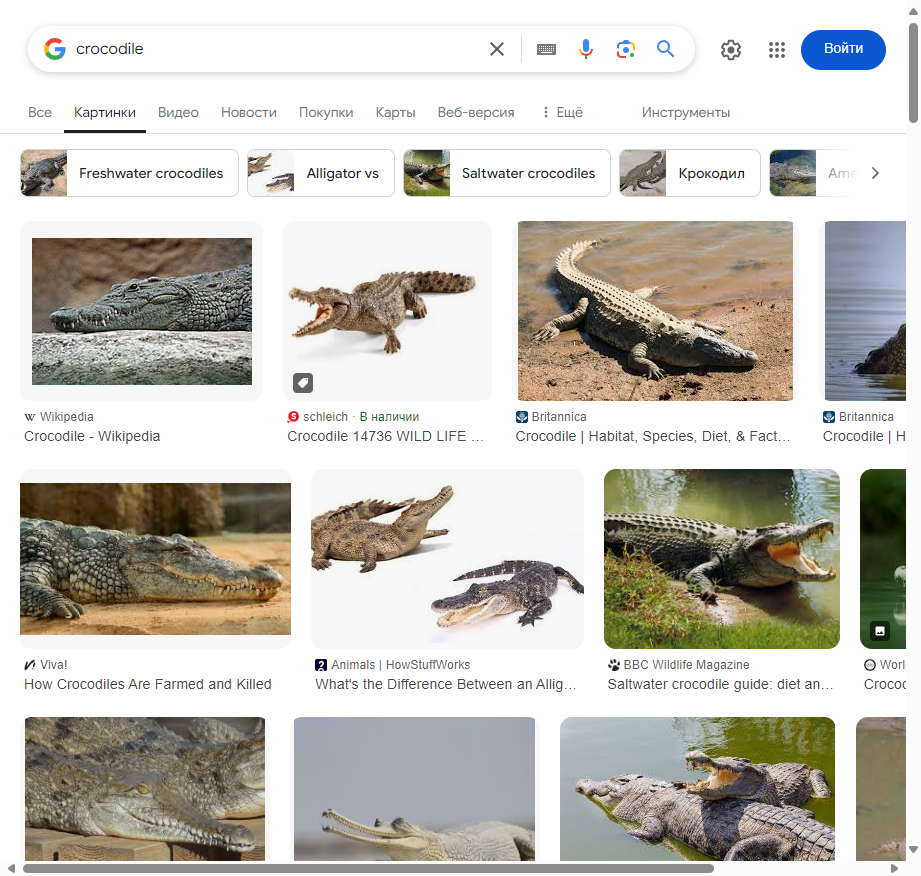 crocodile
Войти
Все Картинки Видео Новости Покупки Карты Веб-версия Ещё Инструменты
Freshwater crocodiles Alligator vs Saltwater crocodiles Крокодил Ame
Wikipedia
Crocodile - Wikipedia
schleich · В наличии
Crocodile 14736 WILD LIFE ...
Britannica
Crocodile | Habitat, Species, Diet, & Fact...
Britannica
Crocodile | H
Viva!
How Crocodiles Are Farmed and Killed
Animals | HowStuffWorks
What's the Difference Between an Allig...
BBC Wildlife Magazine
Saltwater crocodile guide: diet an...
Worl
Croco